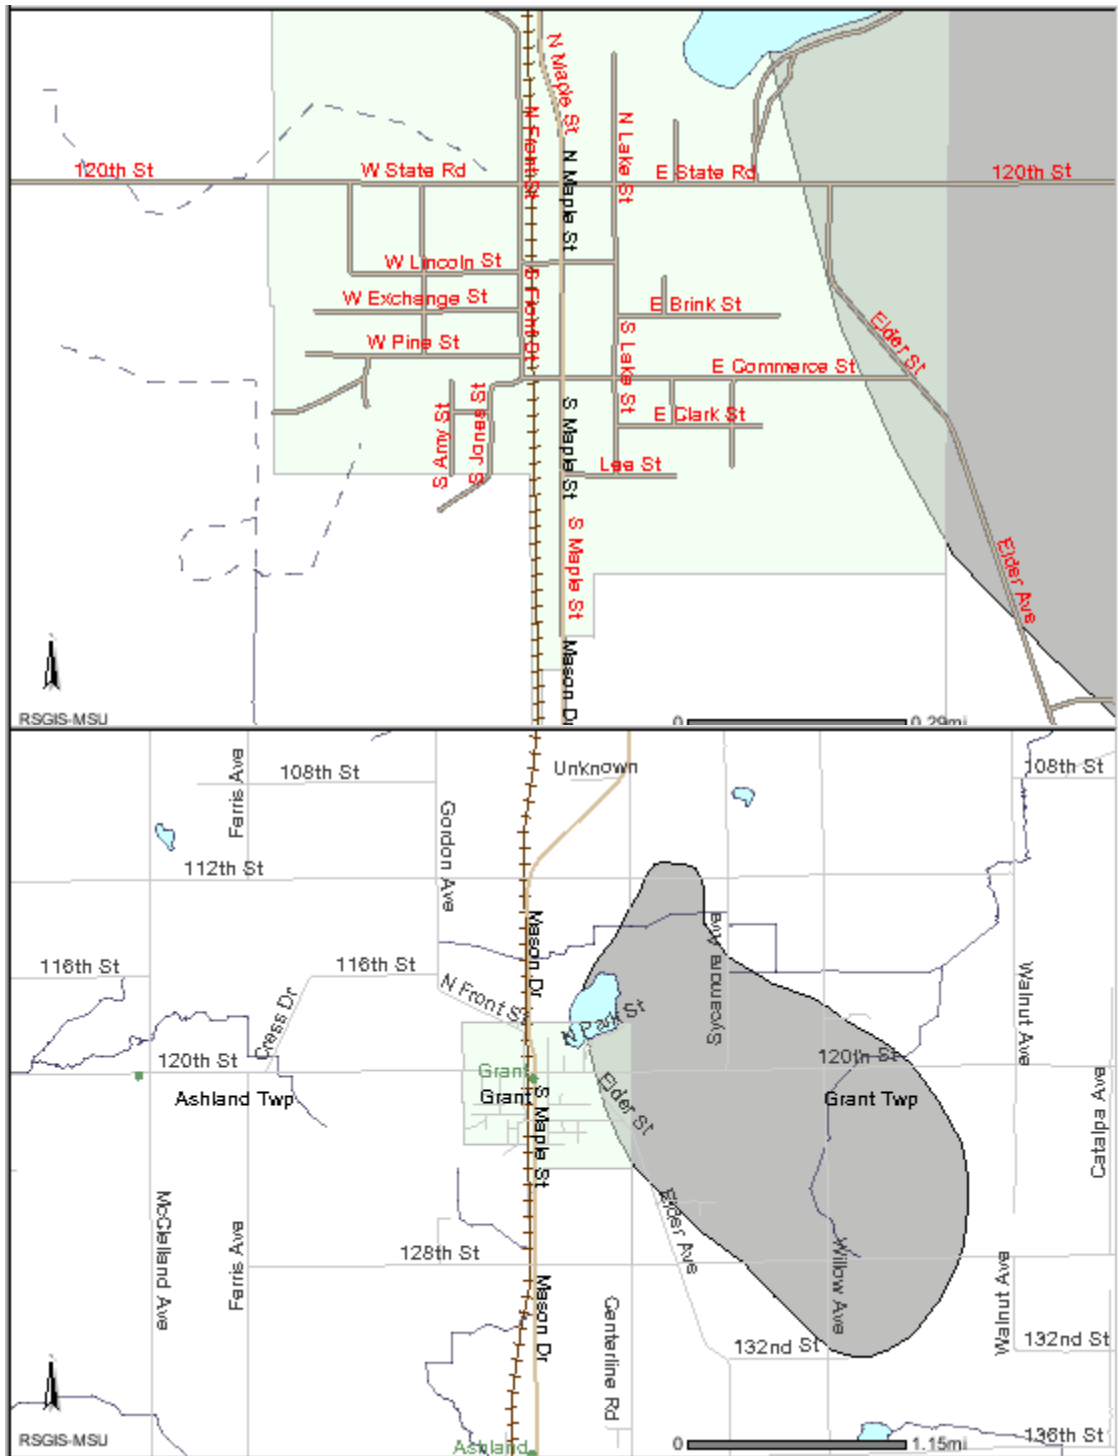 N Maple St
N Front St
N Lake St
N Maple St
120th St
W State Rd
E State Rd
120th St
W Lincoln St
S Front St
W Exchange St
E Brink St
W Pine St
S Lake St
Elder St
E Commerce St
S Amy St
S Jones St
S Maple St
E Clark St
Lee St
S Maple St
Elder Ave
Mason Dr
RSGIS-MSU
0
0.29mi
Ferris Ave
108th St
Unknown
108th St
Gordon Ave
112th St
Mason Dr
Sycamore Ave
116th St
116th St
N Front St
Walnut Ave
Cress Dr
N Park St
120th St
120th St
Grant
Ashland Twp
Grant
S Maple St
Elder St
Grant Twp
Catalpa Ave
McClelland Ave
Ferris Ave
128th St
Elder Ave
Willow Ave
Walnut Ave
Mason Dr
Centerline Rd
132nd St
132nd St
RSGIS-MSU
Ashland
0
1.15mi
136th St